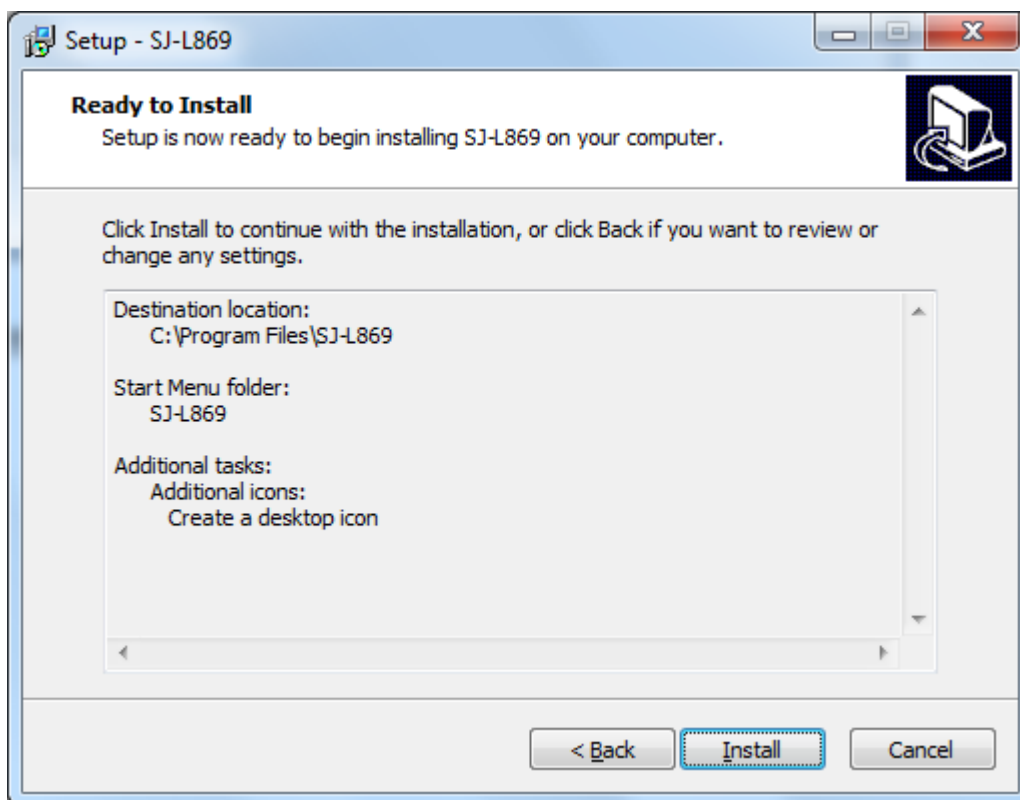 Setup - SJ-L869
Ready to Install
Setup is now ready to begin installing SJ-L869 on your computer.
Click Install to continue with the installation, or click Back if you want to review or
change any settings.
Destination location:
C:\Program Files\SJ-L869
Start Menu folder:
SJ-L869
Additional tasks:
Additional icons:
Create a desktop icon
< Back
Install
Cancel